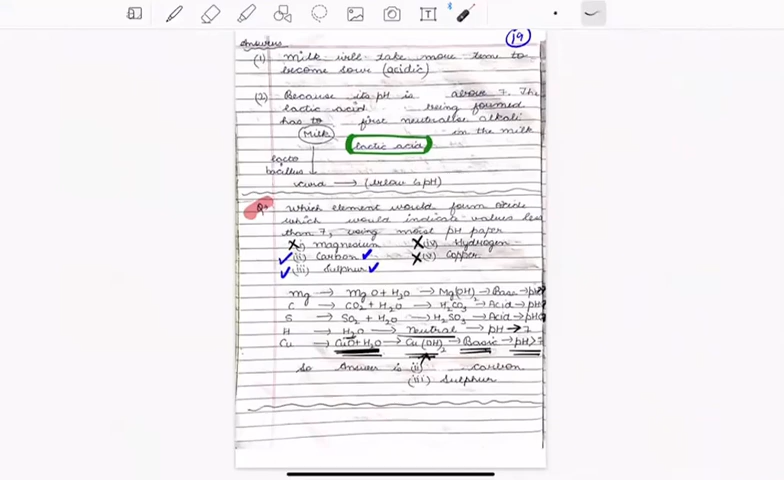 19
Answers
(1) Milk will take more time to
become sour (acidic)
(2) Because its pH is above 7. The
lactic acid being formed
has to first neutralise alkali
in the milk
Milk
lactic acid
lacto
bacillus
curd → (below 7 pH)
Q. Which element would form oxide
which would indicate values less
than 7, using moist pH paper
(i) magnesium (iv) Hydrogen
(ii) Carbon (v) Copper
(iii) Sulphur
Mg → MgO + H2O → Mg(OH)2 → Base → pH>7
C → CO2 + H2O → H2CO3 → Acid → pH
S → SO2 + H2O → H2SO3 → Acid → pH
H → H2O → Neutral → pH → 7
Cu → CuO + H2O → Cu(OH)2 → Basic → pH>7
So Answer is (ii) carbon
(iii) Sulphur